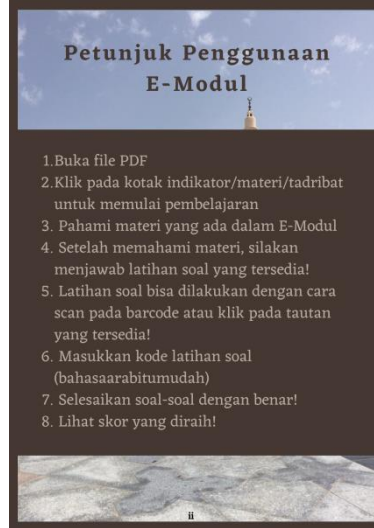 Petunjuk Penggunaan
E-Modul
1.Buka file PDF
2.Klik pada kotak indikator/materi/tadribat
untuk memulai pembelajaran
3. Pahami materi yang ada dalam E-Modul
4. Setelah memahami materi, silakan
menjawab latihan soal yang tersedia!
5. Latihan soal bisa dilakukan dengan cara
scan pada barcode atau klik pada tautan
yang tersedia!
6. Masukkan kode latihan soal
(bahasaarabitumudah)
7. Selesaikan soal-soal dengan benar!
8. Lihat skor yang diraih!
ii